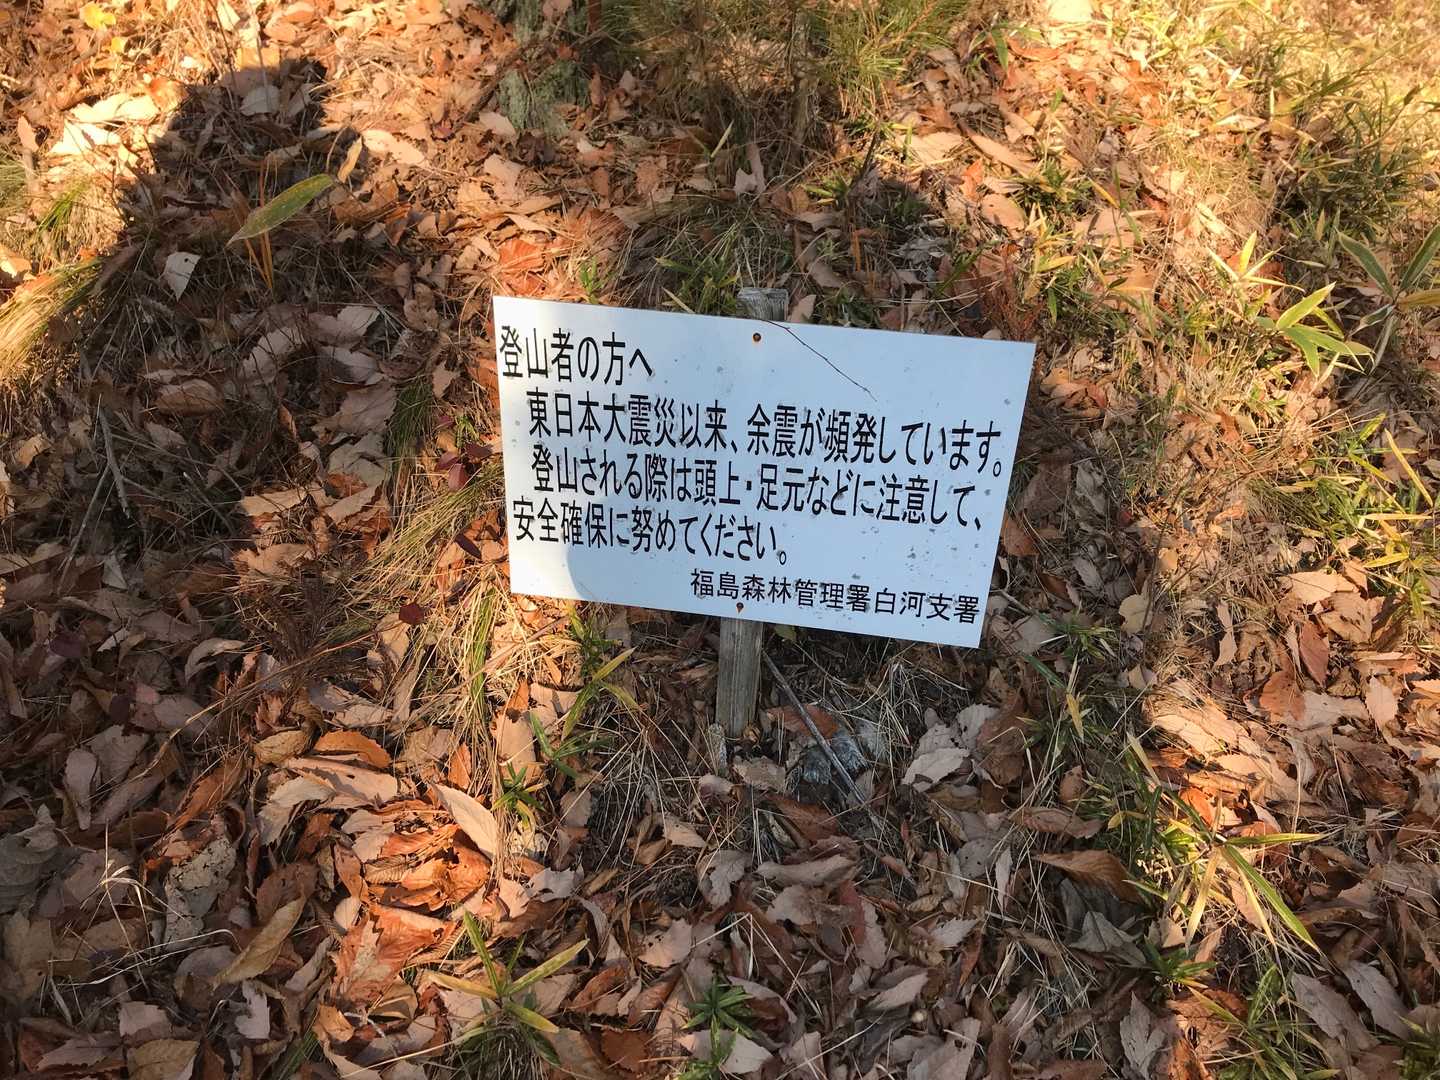 登山者の方へ
東日本大震災以来、余震が頻発しています。
登山される際は頭上・足元などに注意して、
安全確保に努めてください。
福島森林管理署白河支署